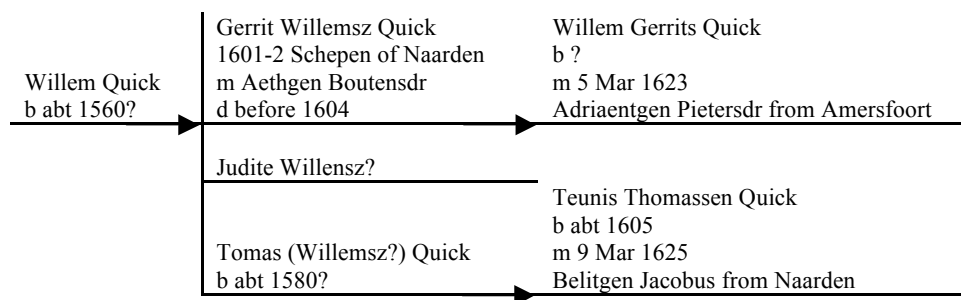 Willem Quick
b abt 1560?
Gerrit Willemsz Quick
1601-2 Schepen of Naarden
m Aethgen Boutensdr
d before 1604
Willem Gerrits Quick
b ?
m 5 Mar 1623
Adriaentgen Pietersdr from Amersfoort
Judite Willensz?
Tomas (Willemsz?) Quick
b abt 1580?
Teunis Thomassen Quick
b abt 1605
m 9 Mar 1625
Belitgen Jacobus from Naarden